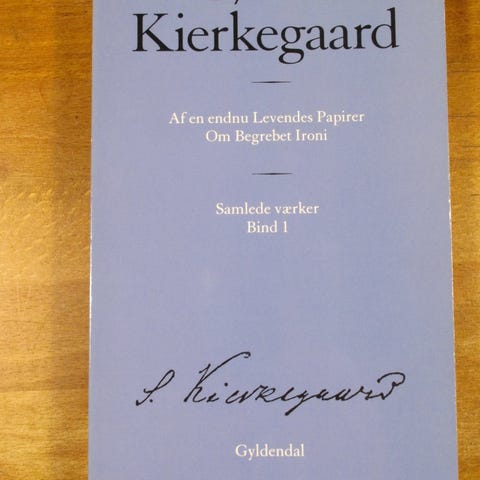 Kierkegaard
Af en endnu Levendes Papirer
Om Begrebet Ironi
Samlede værker
Bind 1
S. Kierkegaard
Gyldendal